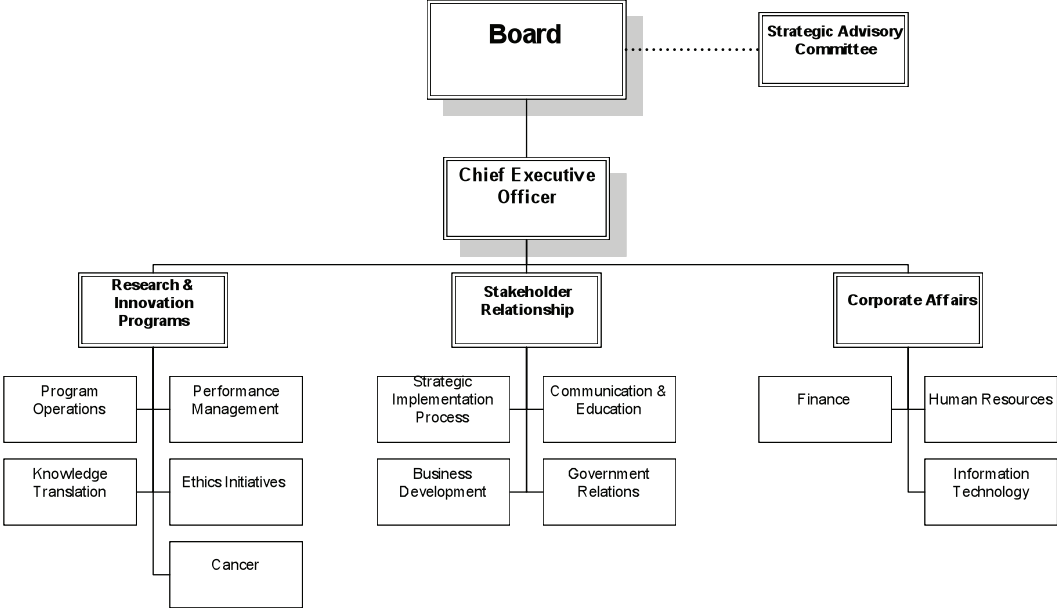 Board
Strategic Advisory
Committee
Chief Executive
Officer
Research &
Innovation
Programs
Stakeholder
Relationship
Corporate Affairs
Program
Operations
Performance
Management
Strategic
Implementation
Process
Communication &
Education
Finance
Human Resources
Knowledge
Translation
Ethics Initiatives
Business
Development
Government
Relations
Information
Technology
Cancer